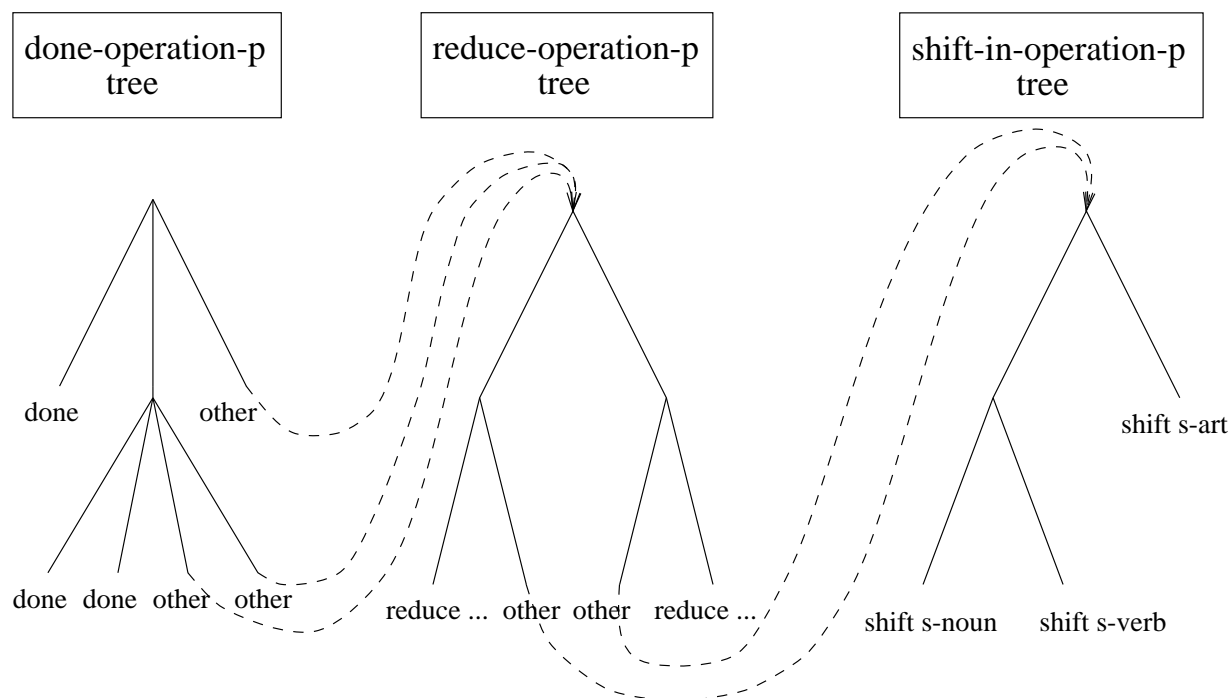 done-operation-p
tree
reduce-operation-p
tree
shift-in-operation-p
tree
done
other
shift s-art
done
done
other
other
reduce ...
other
other
reduce ...
shift s-noun
shift s-verb